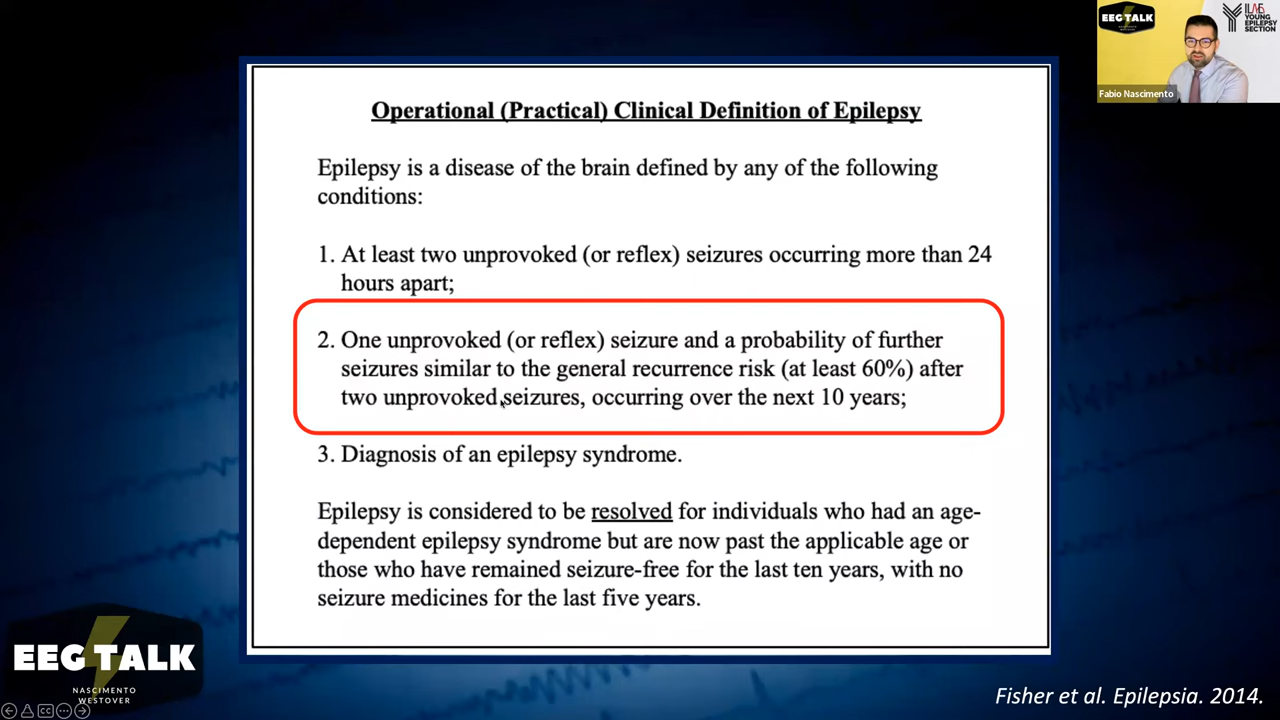 EEG TALK
NASCIMENTO
WESTOVER
ILAE
YOUNG
EPILEPSY
SECTION
Fabio Nascimento
Operational (Practical) Clinical Definition of Epilepsy
Epilepsy is a disease of the brain defined by any of the following
conditions:
1. At least two unprovoked (or reflex) seizures occurring more than 24
hours apart;
2. One unprovoked (or reflex) seizure and a probability of further
seizures similar to the general recurrence risk (at least 60%) after
two unprovoked seizures, occurring over the next 10 years;
3. Diagnosis of an epilepsy syndrome.
Epilepsy is considered to be resolved for individuals who had an age-
dependent epilepsy syndrome but are now past the applicable age or
those who have remained seizure-free for the last ten years, with no
seizure medicines for the last five years.
EEG TALK
NASCIMENTO
WESTOVER
CC
Fisher et al. Epilepsia. 2014.